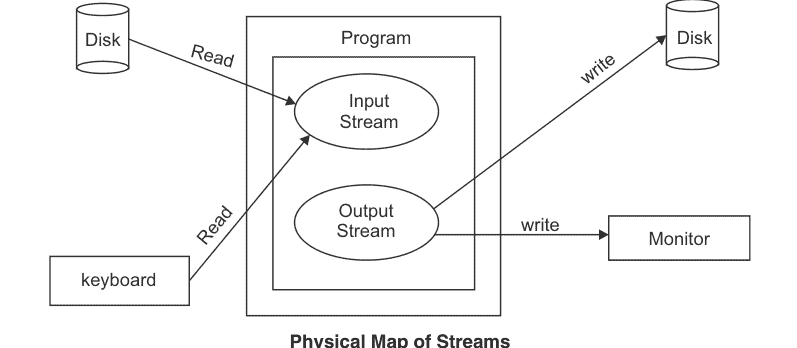 Disk
Program
Disk
Read
write
Input
Stream
Read
Output
Stream
write
Monitor
keyboard
Physical Map of Streams